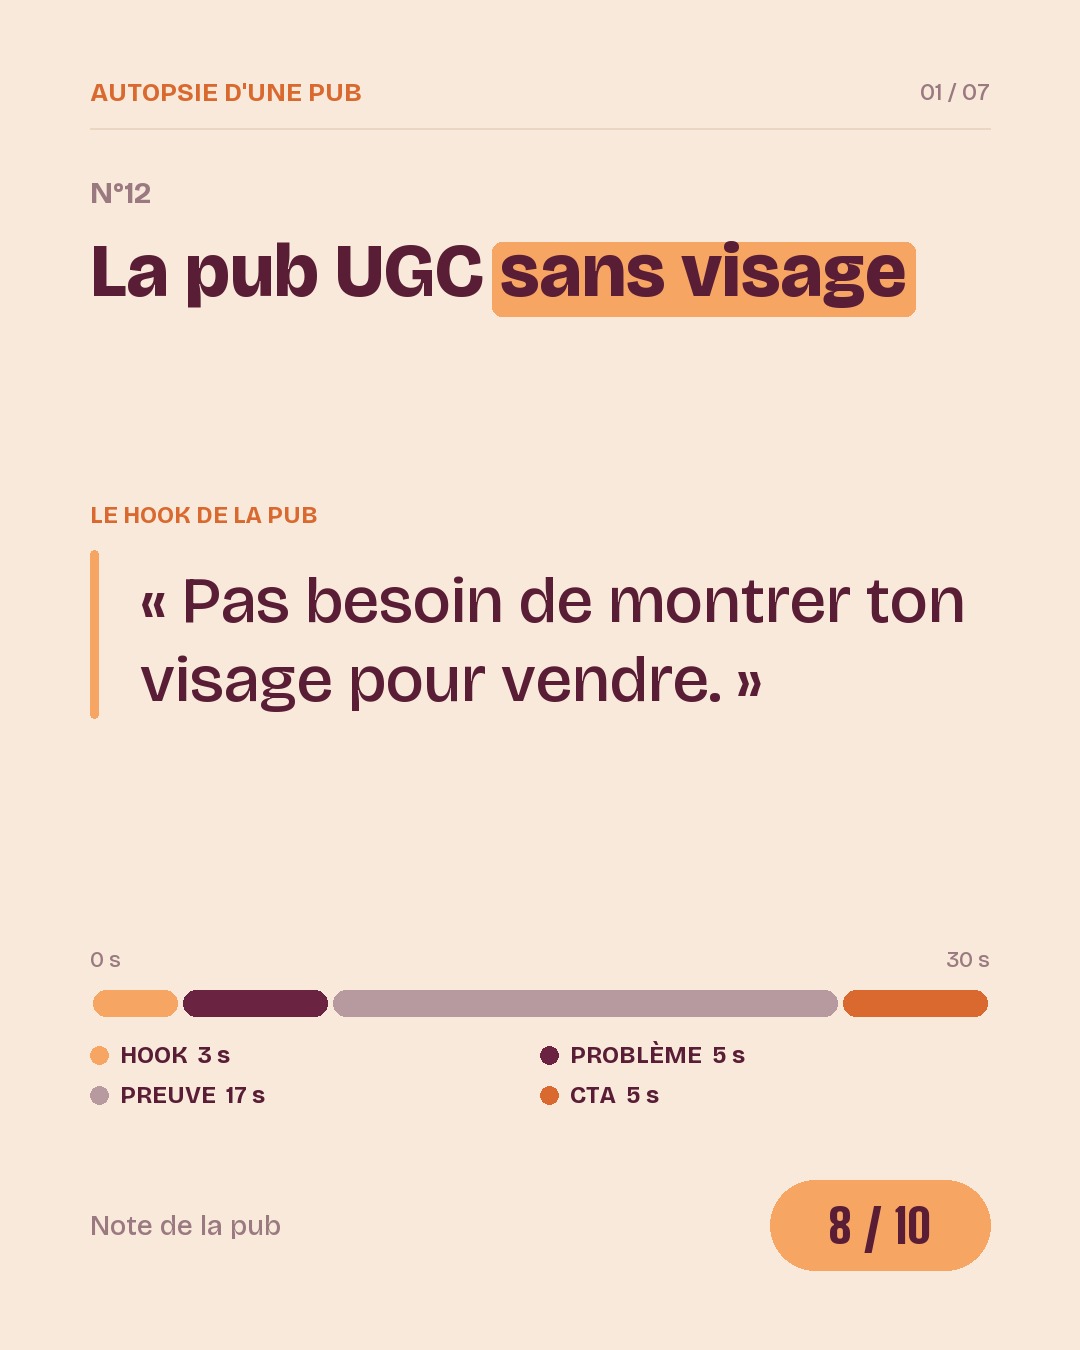 AUTOPSIE D'UNE PUB
01 / 07
N°12
La pub UGC sans visage
LE HOOK DE LA PUB
« Pas besoin de montrer ton
visage pour vendre. »
0 s
30 s
HOOK 3 s
PROBLÈME 5 s
PREUVE 17 s
CTA 5 s
Note de la pub
8 / 10